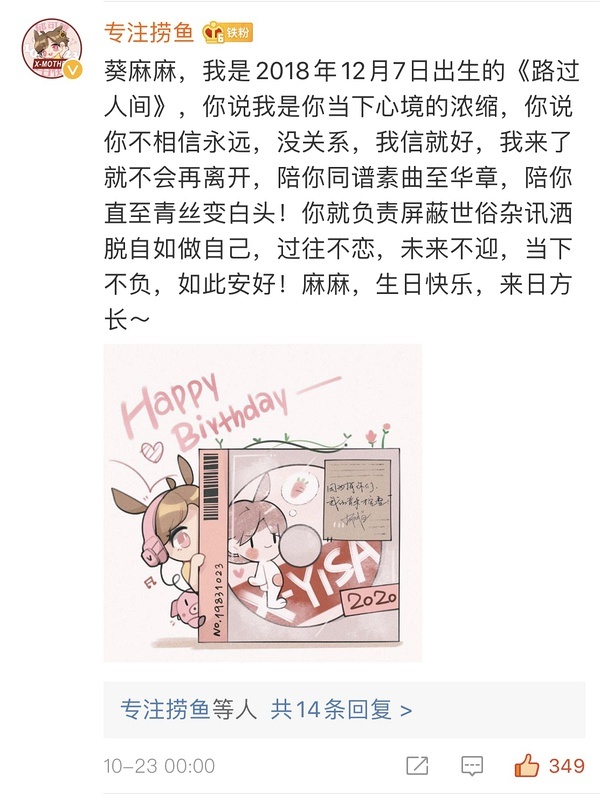 专注捞鱼 铁粉
X-MOTH
葵麻麻，我是2018年12月7日出生的《路过
人间》，你说我是你当下心境的浓缩，你说
你不相信永远，没关系，我信就好，我来了
就不会再离开，陪你同谱素曲至华章，陪你
直至青丝变白头！你就负责屏蔽世俗杂讯洒
脱自如做自己，过往不恋，未来不迎，当下
不负，如此安好！麻麻，生日快乐，来日方
长～
Happy
Birthday
No.19831023
X-YISA
2020
专注捞鱼等人 共14条回复 >
10-23 00:00
349